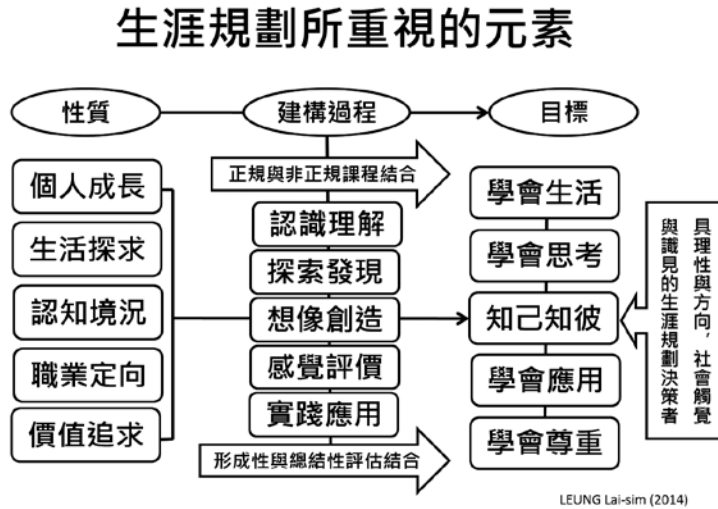 生涯規劃所重視的元素
性質
建構過程
目標
正規與非正規課程結合
個人成長
生活探求
認知境況
職業定向
價值追求
認識理解
探索發現
想像創造
感覺評價
實踐應用
形成性與總結性評估結合
學會生活
學會思考
知己知彼
學會應用
學會尊重
具理性與方向，社會觸覺
與識見的生涯規劃決策者
LEUNG Lai-sim (2014)